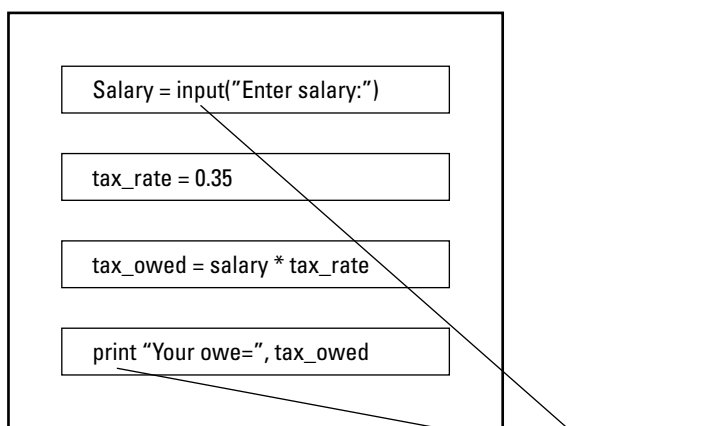 Salary = input(”Enter salary:”)
tax_rate = 0.35
tax_owed = salary * tax_rate
print “Your owe=”, tax_owed